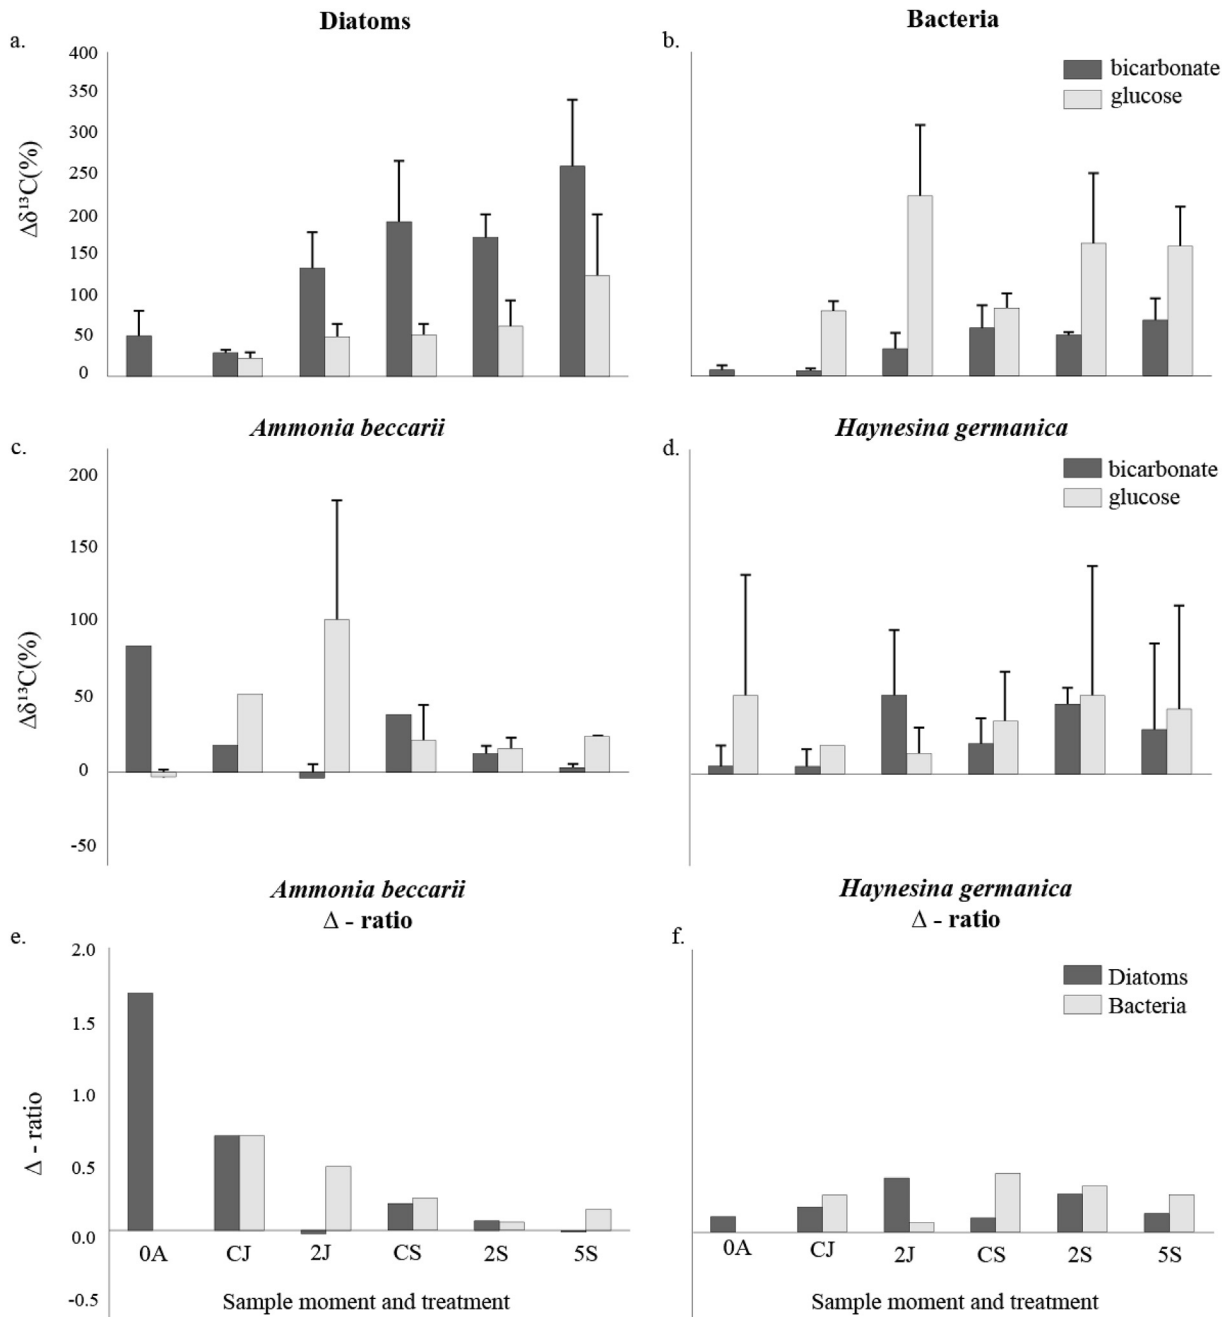 Diatoms
Bacteria
a.
b.
400
350
300
250
200
150
100
50
0
Δδ¹³C(%)
bicarbonate
glucose
Ammonia beccarii
Haynesina germanica
c.
d.
200
150
100
50
0
-50
Δδ¹³C(%)
bicarbonate
glucose
Ammonia beccarii
Δ - ratio
Haynesina germanica
Δ - ratio
e.
f.
2.0
1.5
1.0
0.5
0.0
-0.5
Δ - ratio
Diatoms
Bacteria
0A CJ 2J CS 2S 5S
Sample moment and treatment
0A CJ 2J CS 2S 5S
Sample moment and treatment